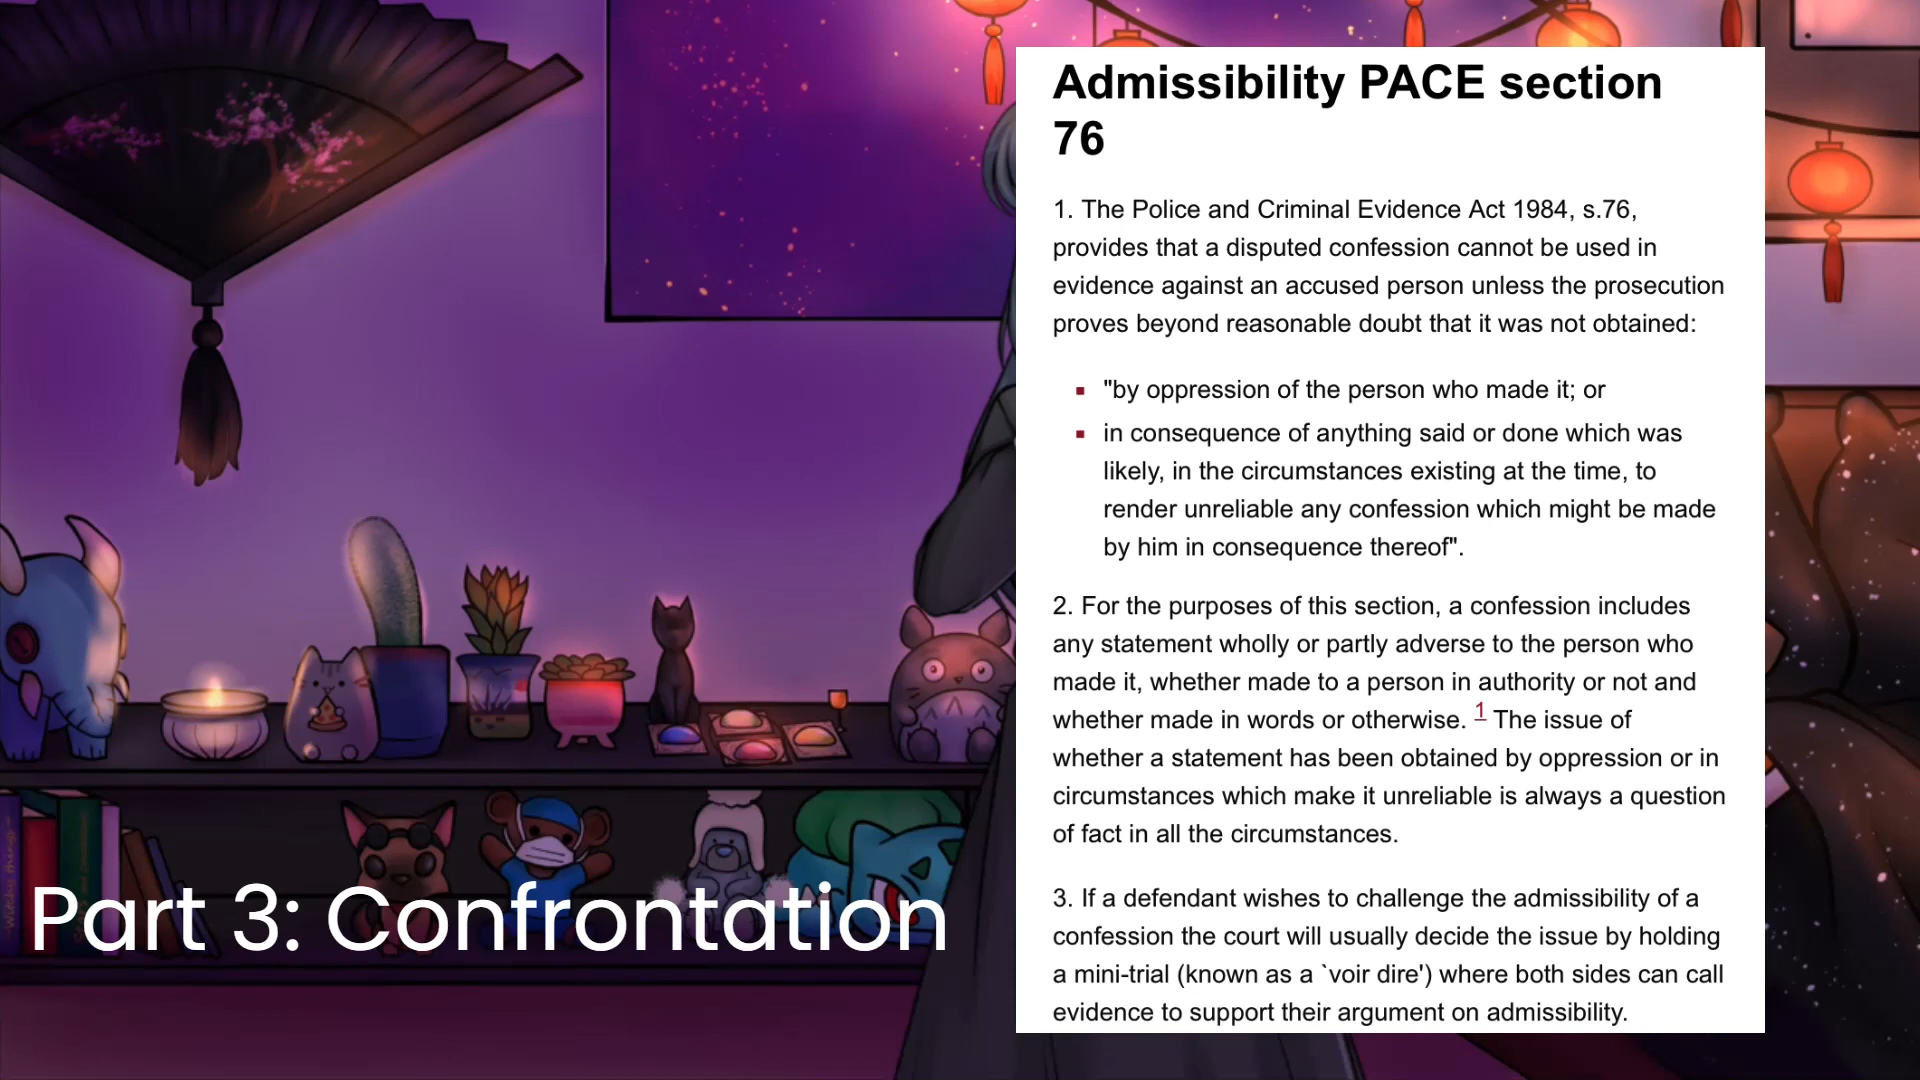 Admissibility PACE section
76
1. The Police and Criminal Evidence Act 1984, s.76,
provides that a disputed confession cannot be used in
evidence against an accused person unless the prosecution
proves beyond reasonable doubt that it was not obtained:
"by oppression of the person who made it; or
in consequence of anything said or done which was
likely, in the circumstances existing at the time, to
render unreliable any confession which might be made
by him in consequence thereof".
2. For the purposes of this section, a confession includes
any statement wholly or partly adverse to the person who
made it, whether made to a person in authority or not and
whether made in words or otherwise. 1 The issue of
whether a statement has been obtained by oppression or in
circumstances which make it unreliable is always a question
of fact in all the circumstances.
3. If a defendant wishes to challenge the admissibility of a
confession the court will usually decide the issue by holding
a mini-trial (known as a `voir dire') where both sides can call
evidence to support their argument on admissibility.
Part 3: Confrontation